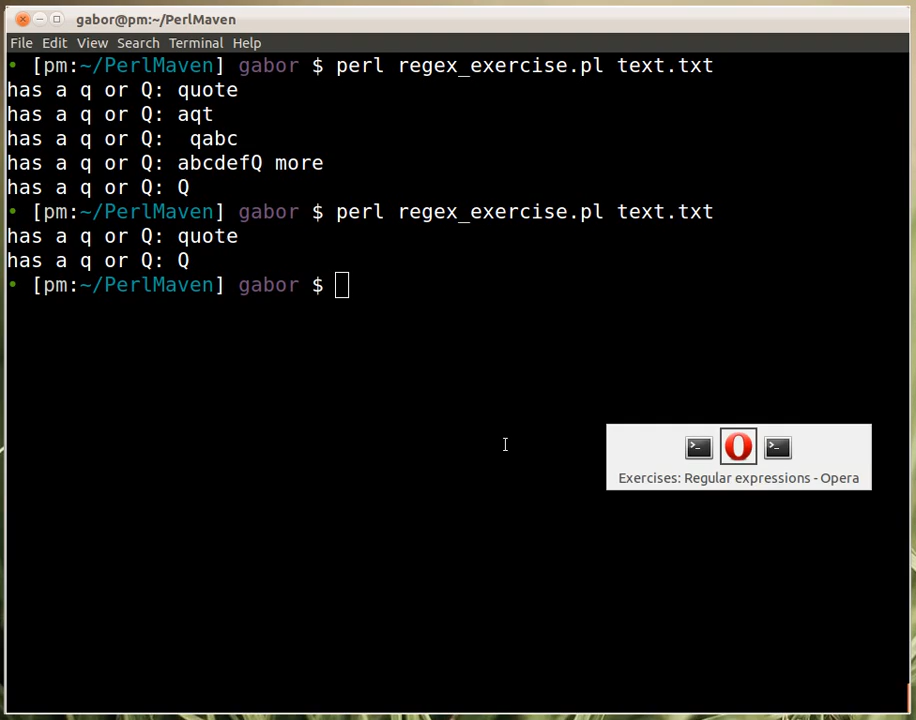 gabor@pm:~/PerlMaven
File Edit View Search Terminal Help
• [pm:~/PerlMaven] gabor $ perl regex_exercise.pl text.txt
has a q or Q: quote
has a q or Q: aqt
has a q or Q:  qabc
has a q or Q: abcdefQ more
has a q or Q: Q
• [pm:~/PerlMaven] gabor $ perl regex_exercise.pl text.txt
has a q or Q: quote
has a q or Q: Q
• [pm:~/PerlMaven] gabor $
Exercises: Regular expressions - Opera